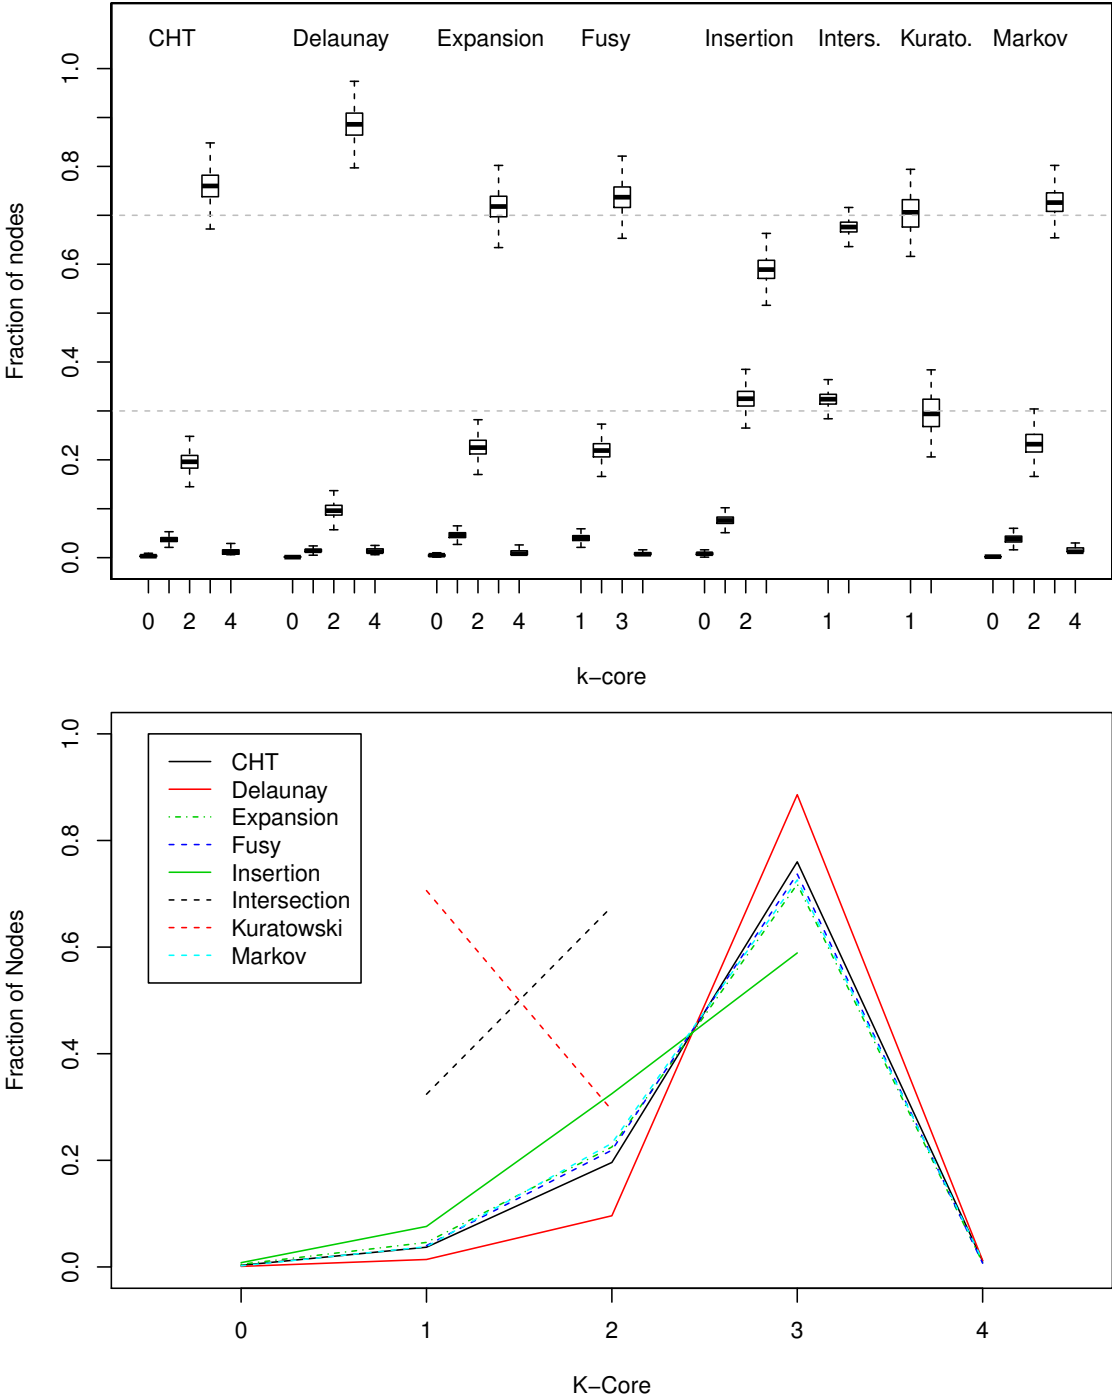 CHT Delaunay Expansion Fusy Insertion Inters. Kurato. Markov
1.0
0.8
0.6
0.4
0.2
0.0
Fraction of nodes
0 2 4 0 2 4 0 2 4 1 3 0 2 1 1 0 2 4
k−core
1.0
0.8
0.6
0.4
0.2
0.0
Fraction of Nodes
CHT
Delaunay
Expansion
Fusy
Insertion
Intersection
Kuratowski
Markov
0 1 2 3 4
K−Core